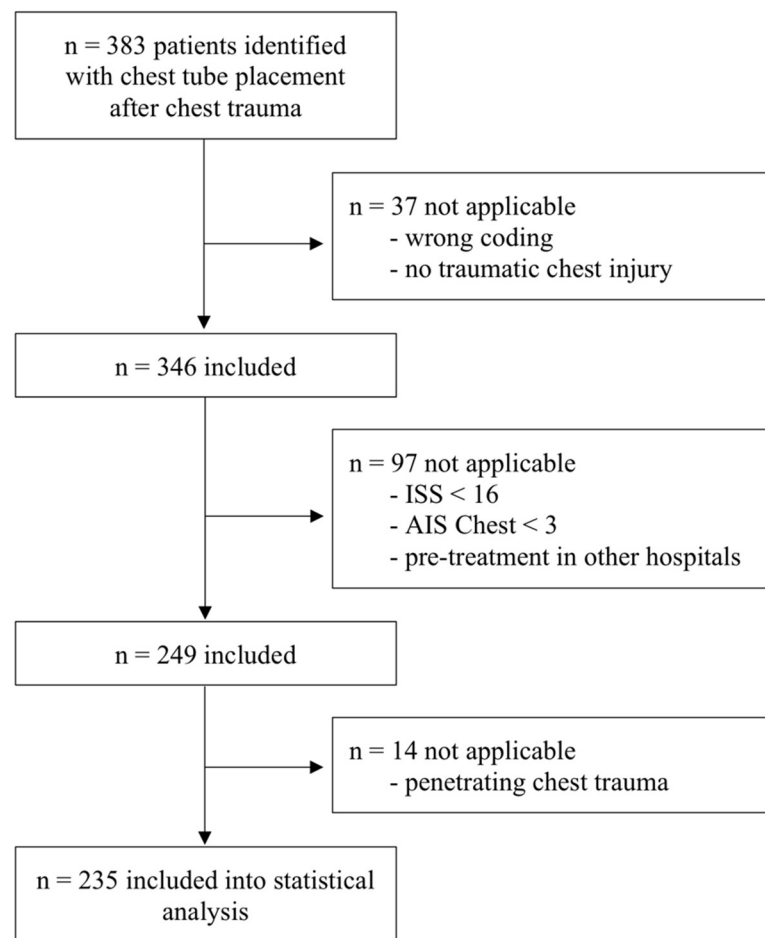 n = 383 patients identified
with chest tube placement
after chest trauma
n = 37 not applicable
- wrong coding
- no traumatic chest injury
n = 346 included
n = 97 not applicable
- ISS < 16
- AIS Chest < 3
- pre-treatment in other hospitals
n = 249 included
n = 14 not applicable
- penetrating chest trauma
n = 235 included into statistical
analysis